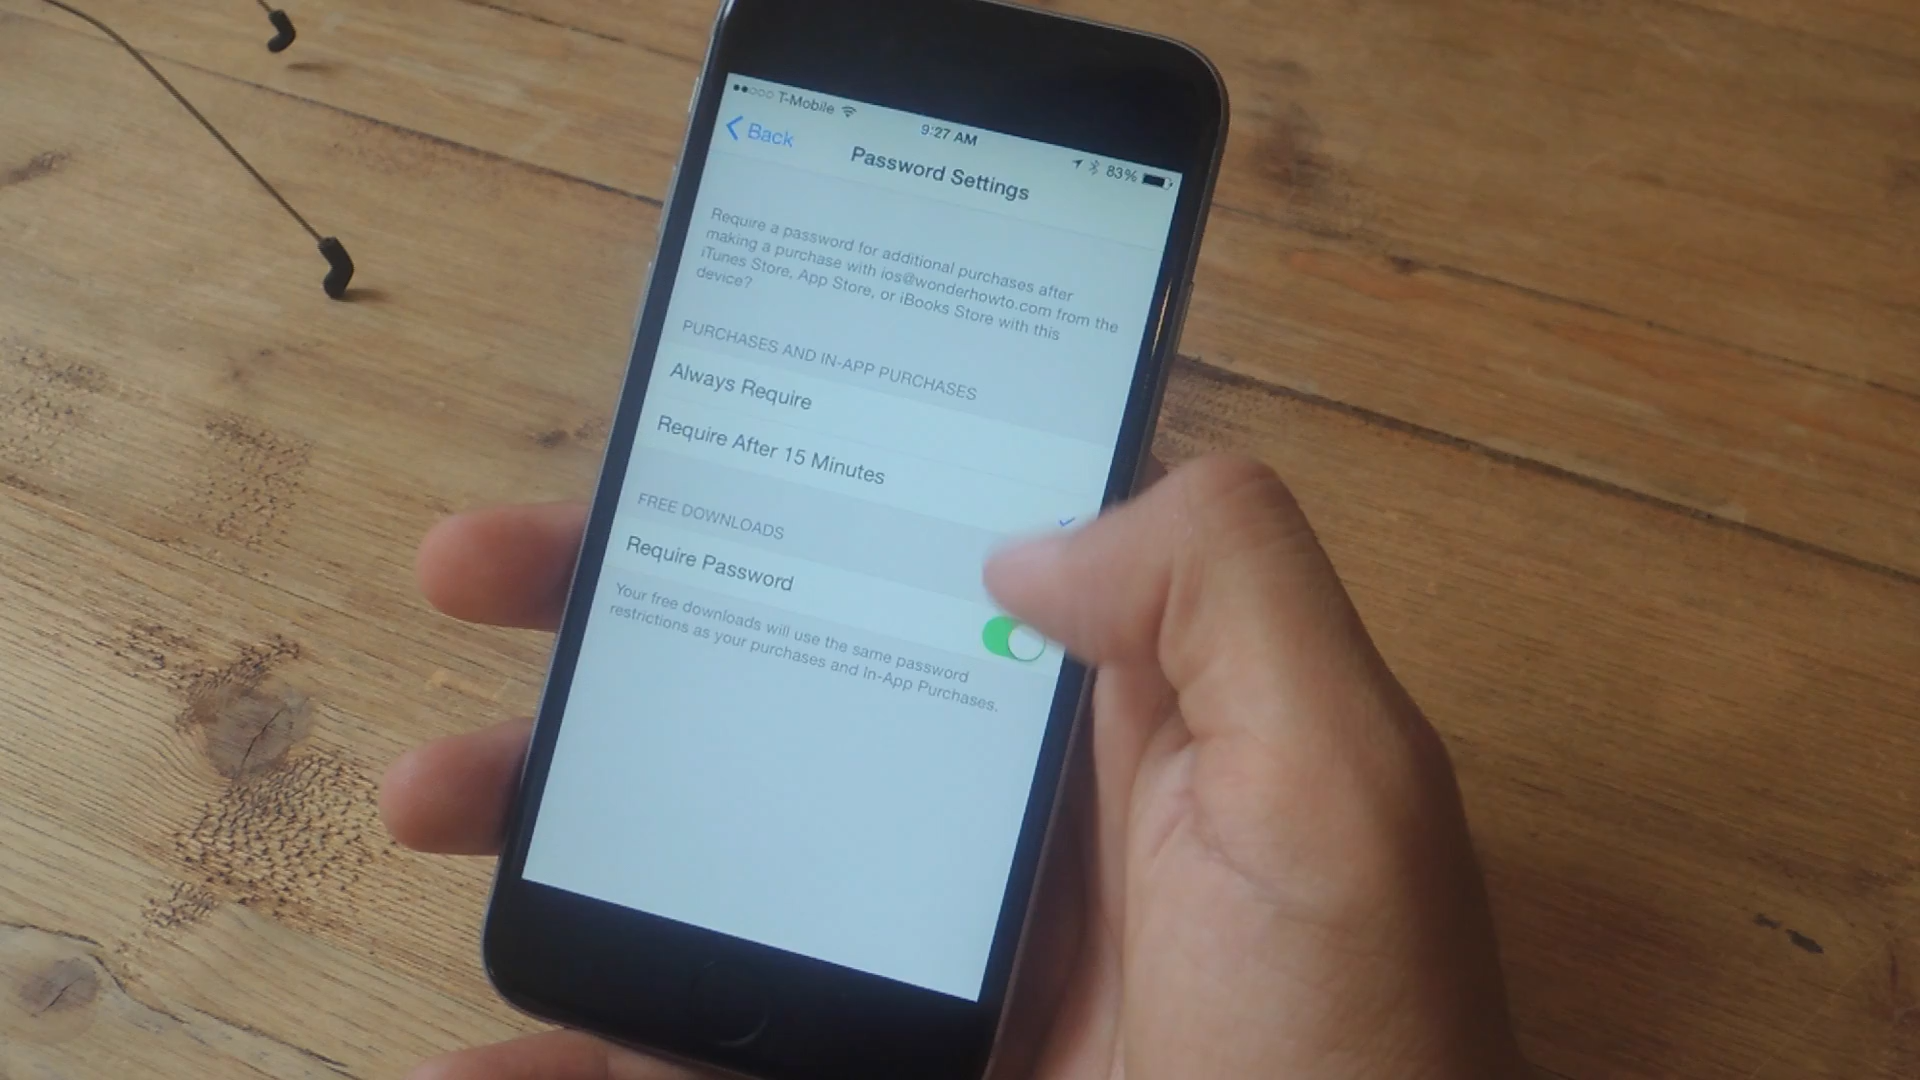 T-Mobile
9:27 AM
83%
Back
Password Settings
Require a password for additional purchases after
making a purchase with ios@wonderhowto.com from the
iTunes Store, App Store, or iBooks Store with this
device?
PURCHASES AND IN-APP PURCHASES
Always Require
Require After 15 Minutes
FREE DOWNLOADS
Require Password
Your free downloads will use the same password
restrictions as your purchases and In-App Purchases.